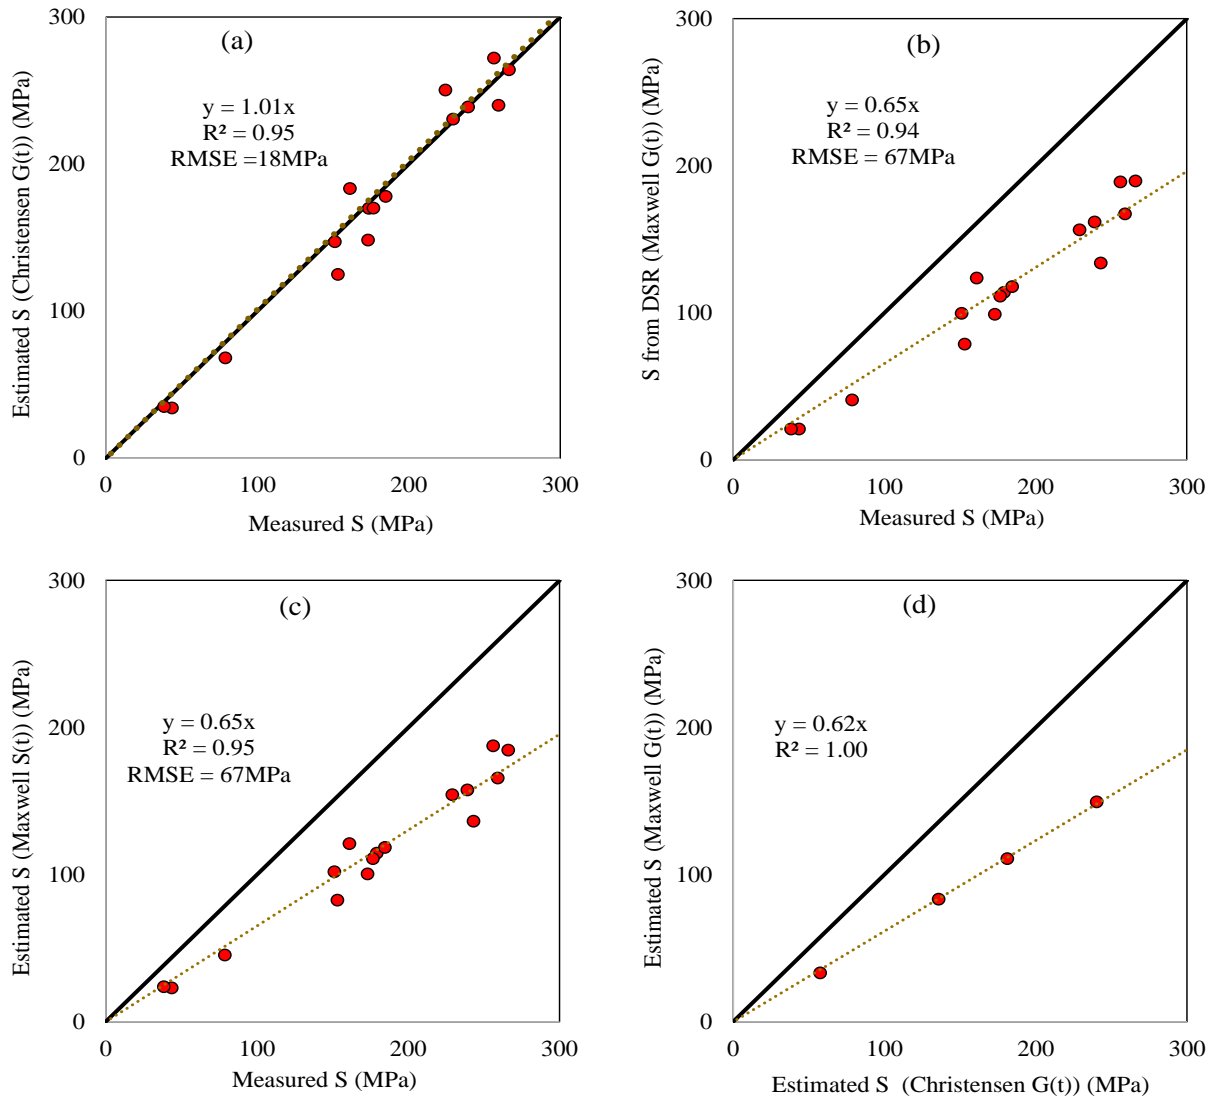 (a)
y = 1.01x
R² = 0.95
RMSE =18MPa
Estimated S (Christensen G(t)) (MPa)
300
200
100
0
0 100 200 300
Measured S (MPa)
(b)
y = 0.65x
R² = 0.94
RMSE = 67MPa
S from DSR (Maxwell G(t)) (MPa)
300
200
100
0
0 100 200 300
Measured S (MPa)
(c)
y = 0.65x
R² = 0.95
RMSE = 67MPa
Estimated S (Maxwell S(t)) (MPa)
300
200
100
0
0 100 200 300
Measured S (MPa)
(d)
y = 0.62x
R² = 1.00
Estimated S (Maxwell G(t)) (MPa)
300
200
100
0
0 100 200 300
Estimated S (Christensen G(t)) (MPa)